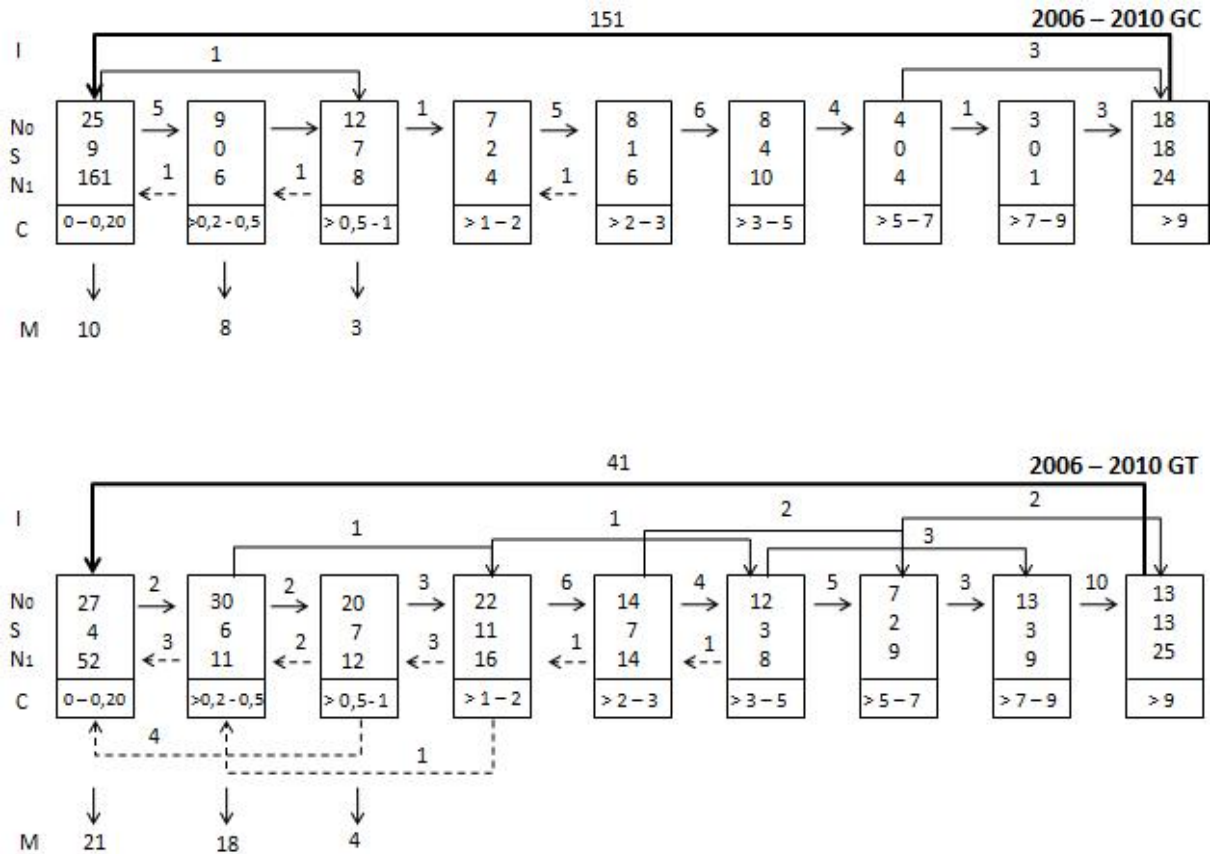 151
2006 – 2010 GC
I
1 3
N0 25 5 9 12 1 7 5 8 6 8 4 4 1 3 3 18
S 9 0 7 2 1 4 0 0 18
N1 161 1 6 1 8 4 1 6 10 4 1 24
C 0 – 0,20 >0,2 - 0,5 > 0,5 - 1 > 1 – 2 > 2 – 3 > 3 – 5 > 5 – 7 > 7 – 9 > 9
M 10 8 3
41
2006 – 2010 GT
I 1 1 2 3 2
N0 27 2 30 2 20 3 22 6 14 4 12 5 7 3 13 10 13
S 4 6 7 11 7 3 2 3 13
N1 52 3 11 2 12 3 16 1 14 1 8 9 9 25
C 0 – 0,20 >0,2 - 0,5 > 0,5 - 1 > 1 – 2 > 2 – 3 > 3 – 5 > 5 – 7 > 7 – 9 > 9
4 1
M 21 18 4